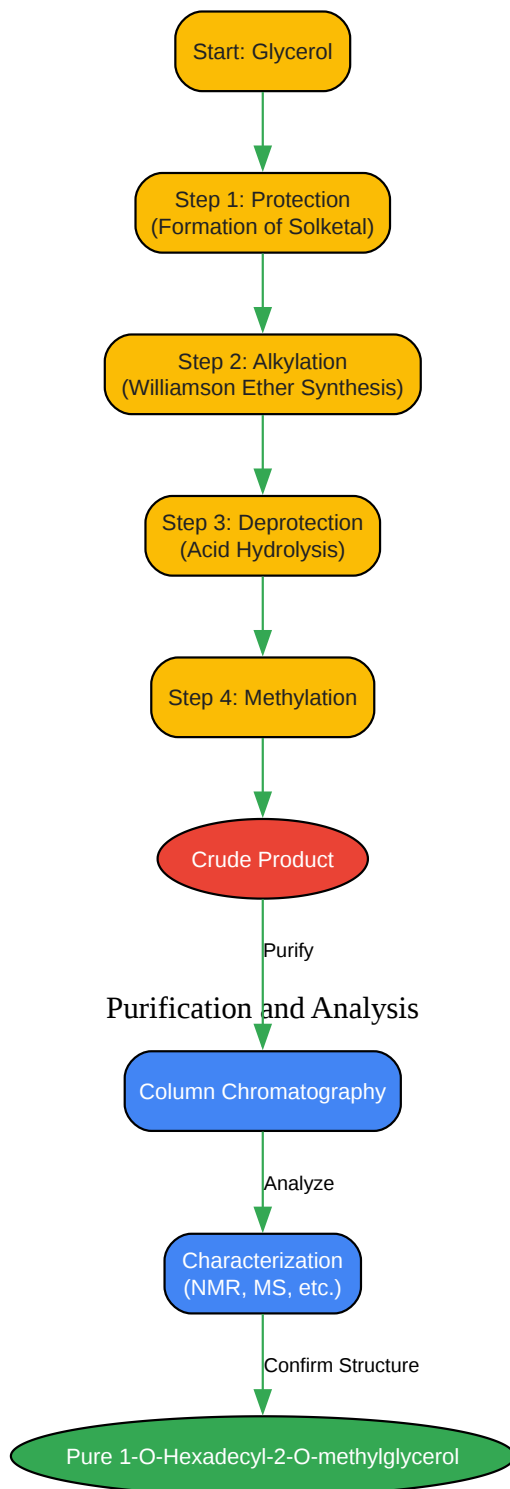 Start: Glycerol
Step 1: Protection
(Formation of Solketal)
Step 2: Alkylation
(Williamson Ether Synthesis)
Step 3: Deprotection
(Acid Hydrolysis)
Step 4: Methylation
Crude Product
Purify
Purification and Analysis
Column Chromatography
Analyze
Characterization
(NMR, MS, etc.)
Confirm Structure
Pure 1-O-Hexadecyl-2-O-methylglycerol